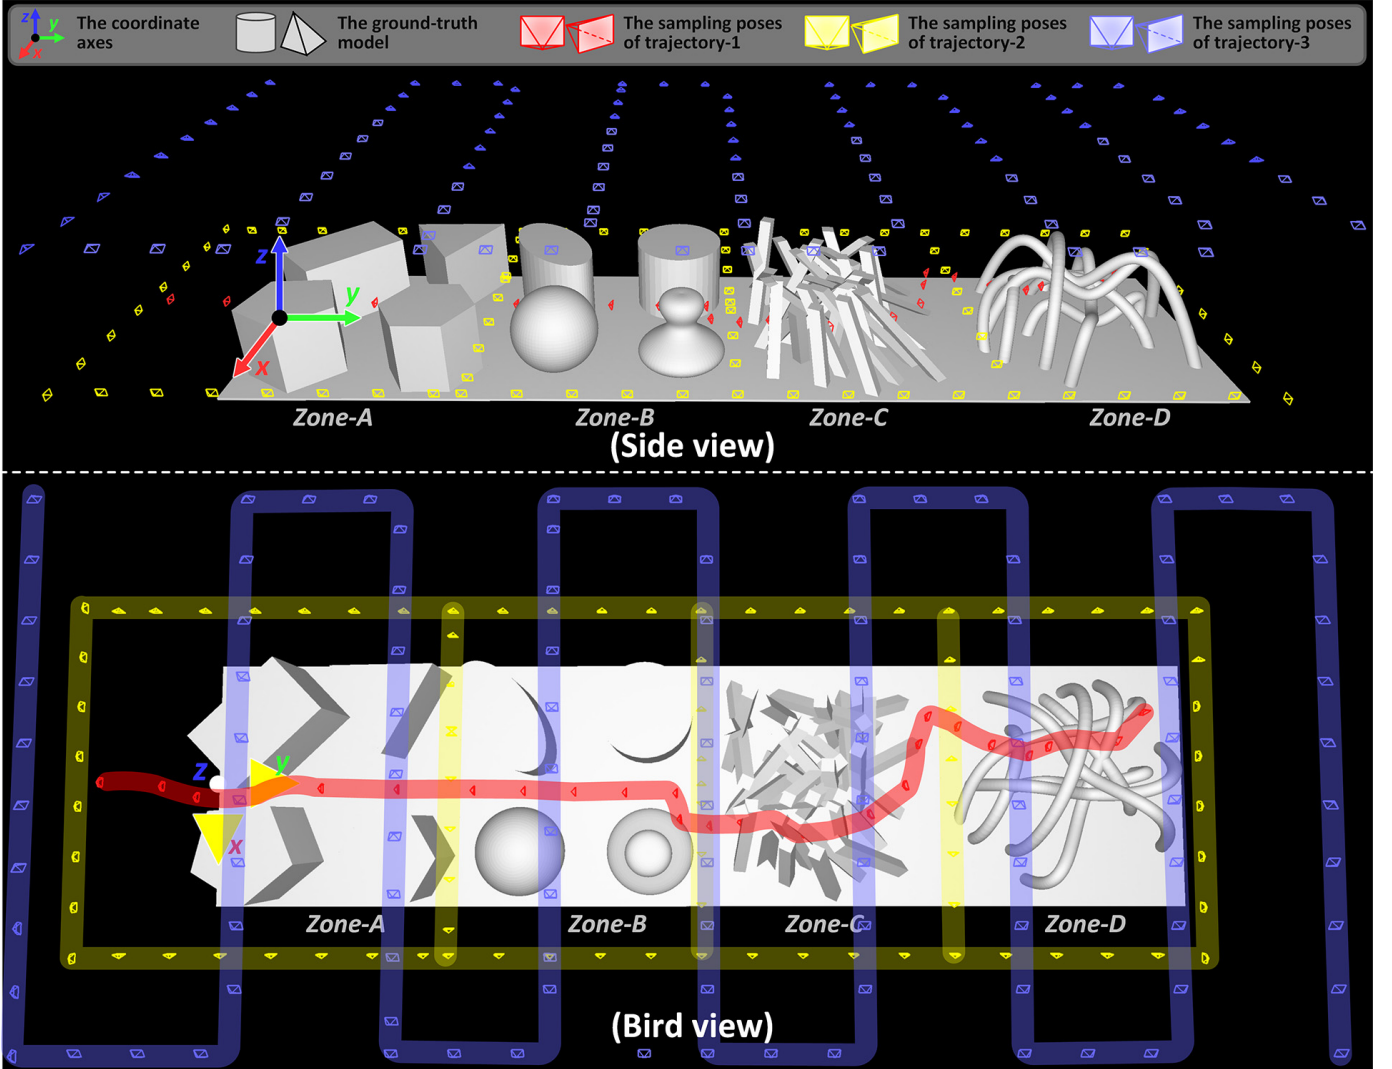 z
y
x
The coordinate
axes
The ground-truth
model
The sampling poses
of trajectory-1
The sampling poses
of trajectory-2
The sampling poses
of trajectory-3
z
y
x
Zone-A
Zone-B
Zone-C
Zone-D
(Side view)
z
y
x
Zone-A
Zone-B
Zone-C
Zone-D
(Bird view)